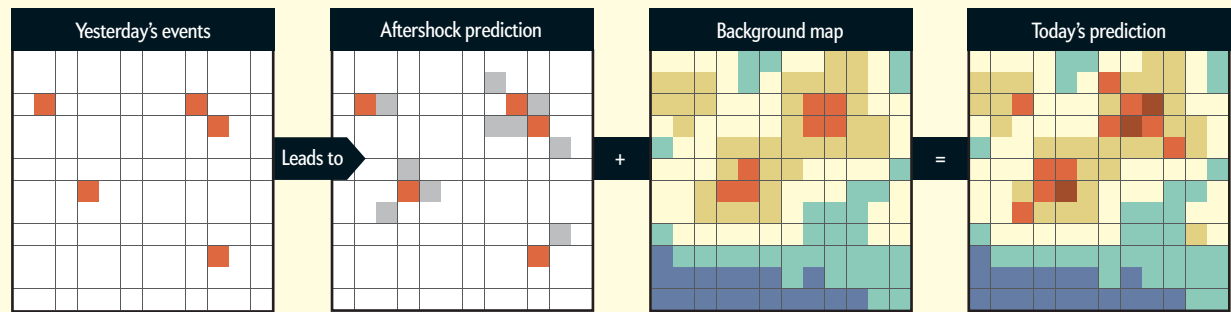 Yesterday's events
Leads to
Aftershock prediction
+
Background map
=
Today's prediction